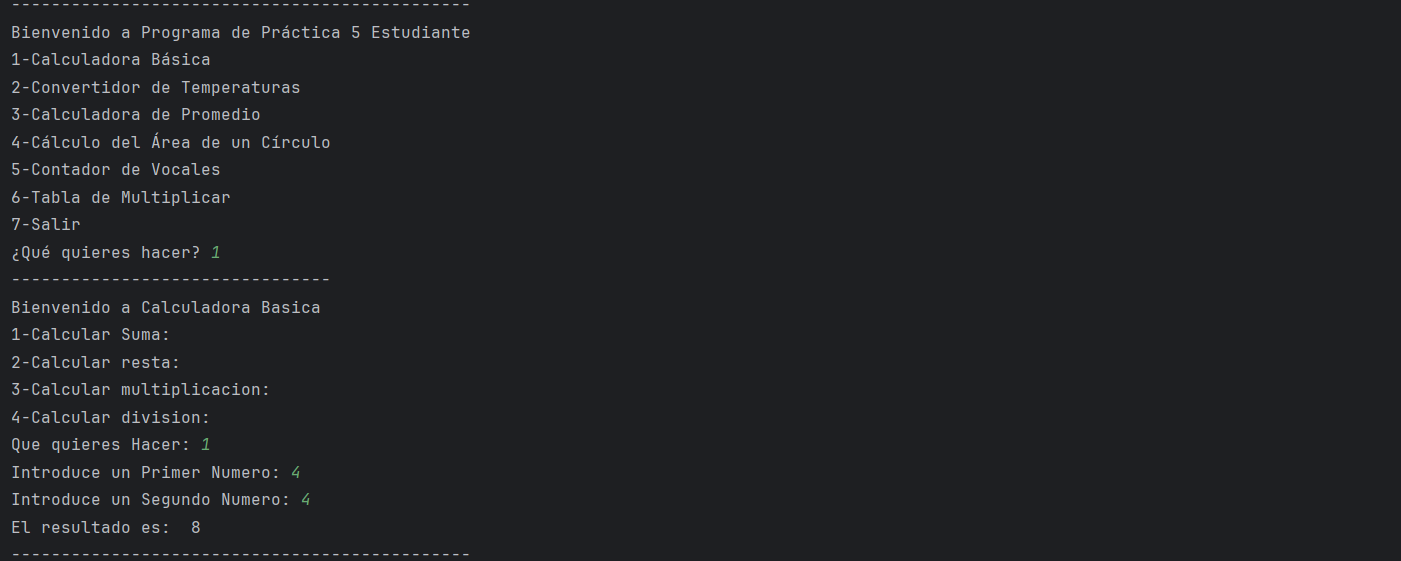 ----------------------------------------------
Bienvenido a Programa de Práctica 5 Estudiante
1-Calculadora Básica
2-Convertidor de Temperaturas
3-Calculadora de Promedio
4-Cálculo del Área de un Círculo
5-Contador de Vocales
6-Tabla de Multiplicar
7-Salir
¿Qué quieres hacer? 1
--------------------------------
Bienvenido a Calculadora Basica
1-Calcular Suma:
2-Calcular resta:
3-Calcular multiplicacion:
4-Calcular division:
Que quieres Hacer: 1
Introduce un Primer Numero: 4
Introduce un Segundo Numero: 4
El resultado es:  8
----------------------------------------------